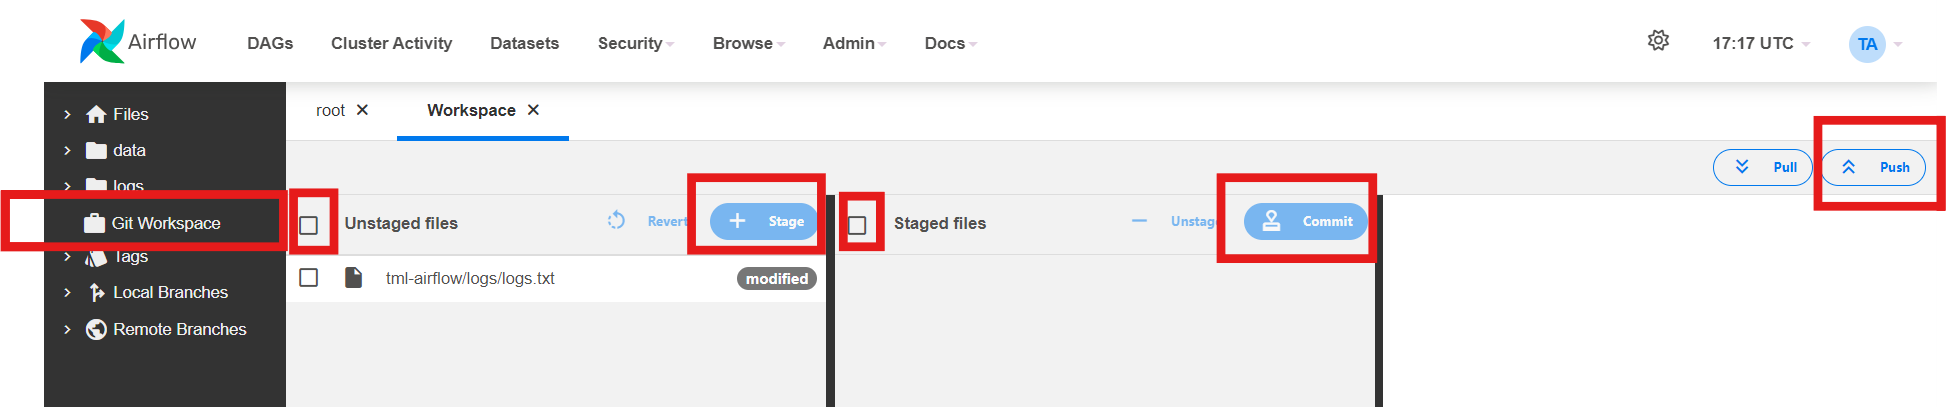 Airflow DAGs Cluster Activity Datasets Security Browse Admin Docs 17:17 UTC TA
Files
data
logs
Git Workspace
Tags
Local Branches
Remote Branches
root Workspace
Pull Push
Unstaged files Revert Stage
tml-airflow/logs/logs.txt modified
Staged files Unstag Commit